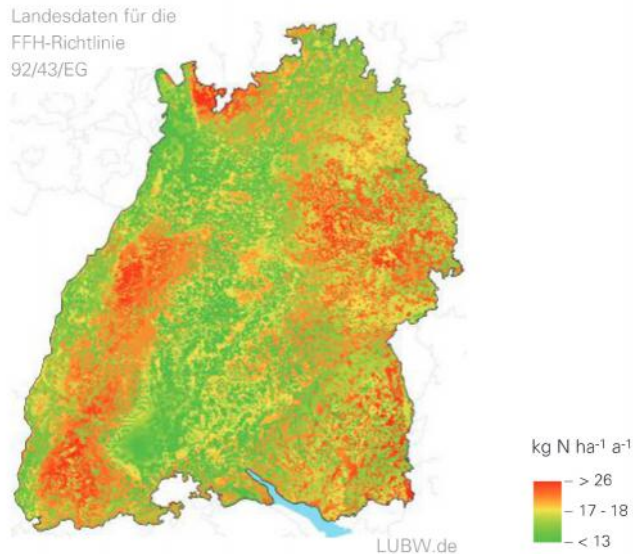 Landesdaten für die
FFH-Richtlinie
92/43/EG
kg N ha⁻¹ a⁻¹
> 26
17 - 18
< 13
LUBW.de